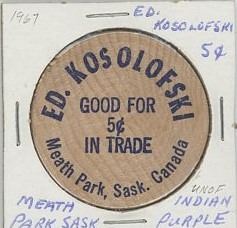 1967
ED.
KOSOLOFSKI
5¢
ED. KOSOLOFSKI
GOOD FOR
5¢
IN TRADE
Meath Park, Sask. Canada
MEATH
PARK SASK
UNOF
INDIAN
PURPLE